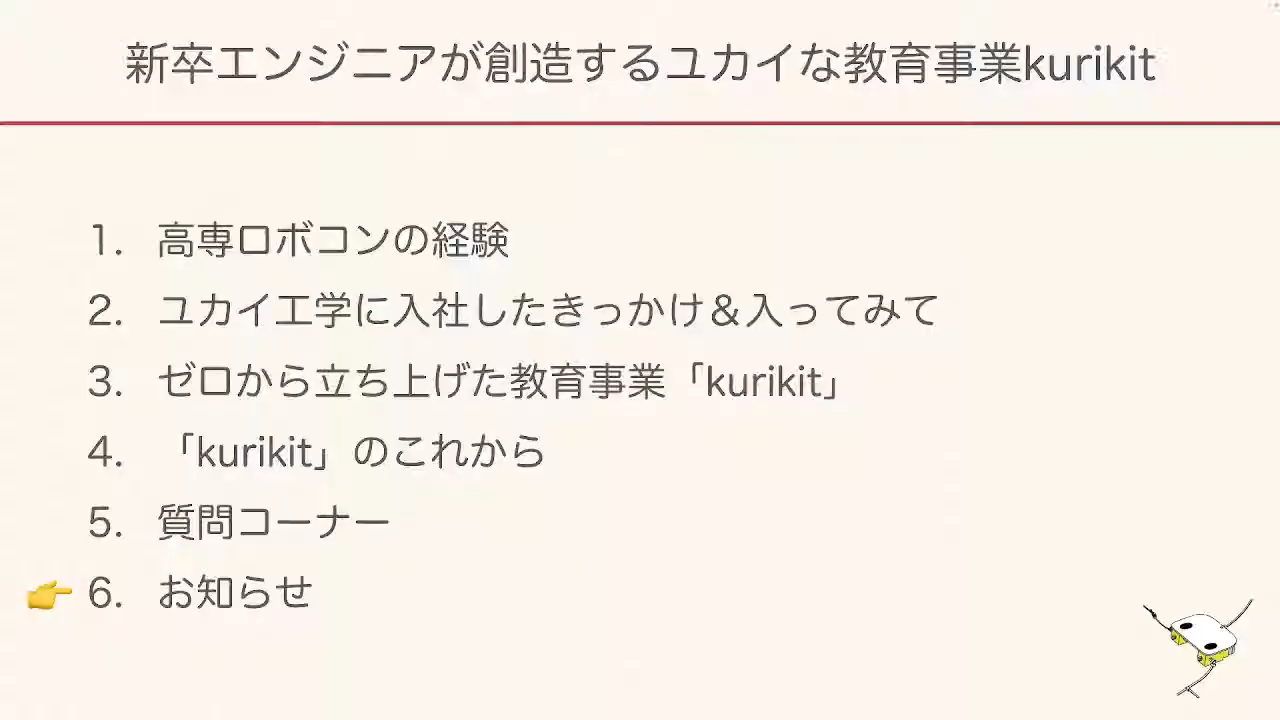 新卒エンジニアが創造するユカイな教育事業kurikit
1. 高専ロボコンの経験
2. ユカイ工学に入社したきっかけ＆入ってみて
3. ゼロから立ち上げた教育事業「kurikit」
4. 「kurikit」のこれから
5. 質問コーナー
6. お知らせ